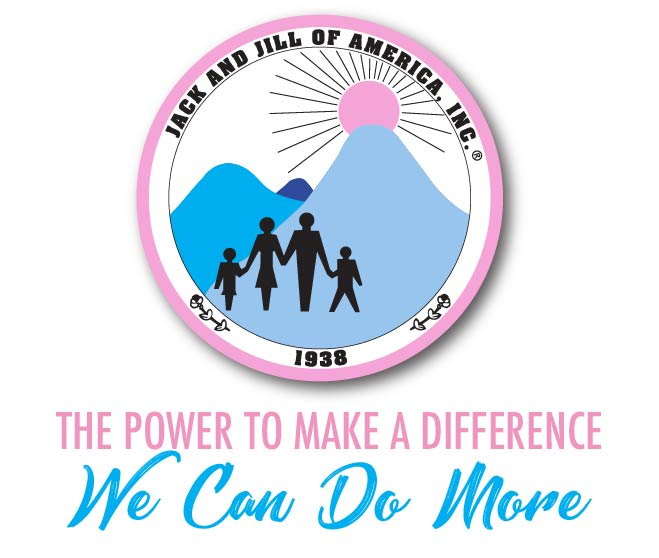 JACK AND JILL OF AMERICA, INC.®
1938
THE POWER TO MAKE A DIFFERENCE
We Can Do More